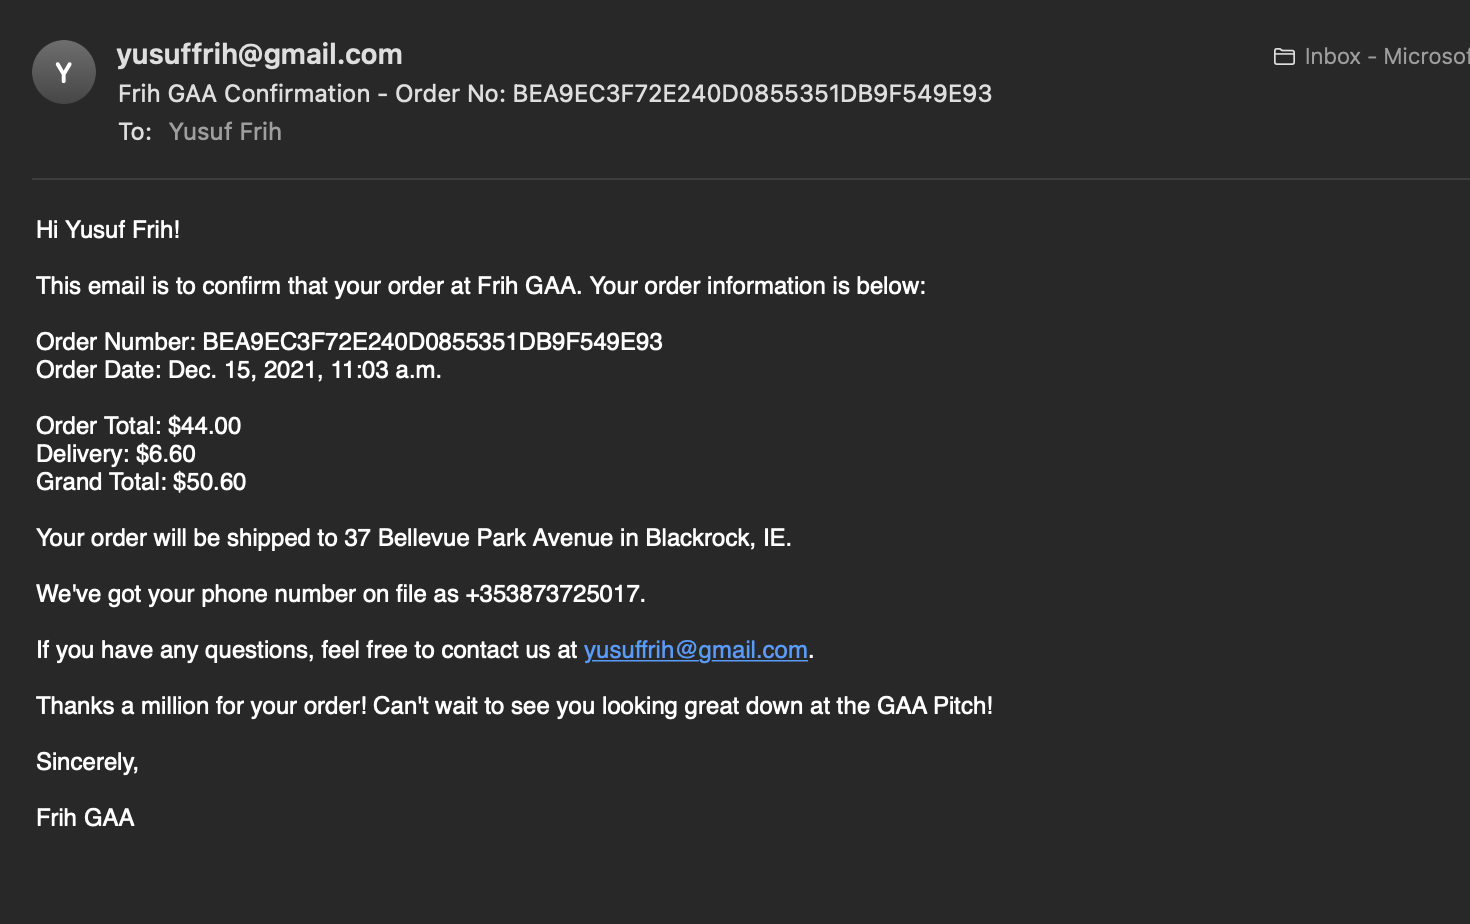 Y
yusuffrih@gmail.com
Inbox - Microsof
Frih GAA Confirmation - Order No: BEA9EC3F72E240D0855351DB9F549E93
To: Yusuf Frih
Hi Yusuf Frih!
This email is to confirm that your order at Frih GAA. Your order information is below:
Order Number: BEA9EC3F72E240D0855351DB9F549E93
Order Date: Dec. 15, 2021, 11:03 a.m.
Order Total: $44.00
Delivery: $6.60
Grand Total: $50.60
Your order will be shipped to 37 Bellevue Park Avenue in Blackrock, IE.
We've got your phone number on file as +353873725017.
If you have any questions, feel free to contact us at yusuffrih@gmail.com.
Thanks a million for your order! Can't wait to see you looking great down at the GAA Pitch!
Sincerely,
Frih GAA